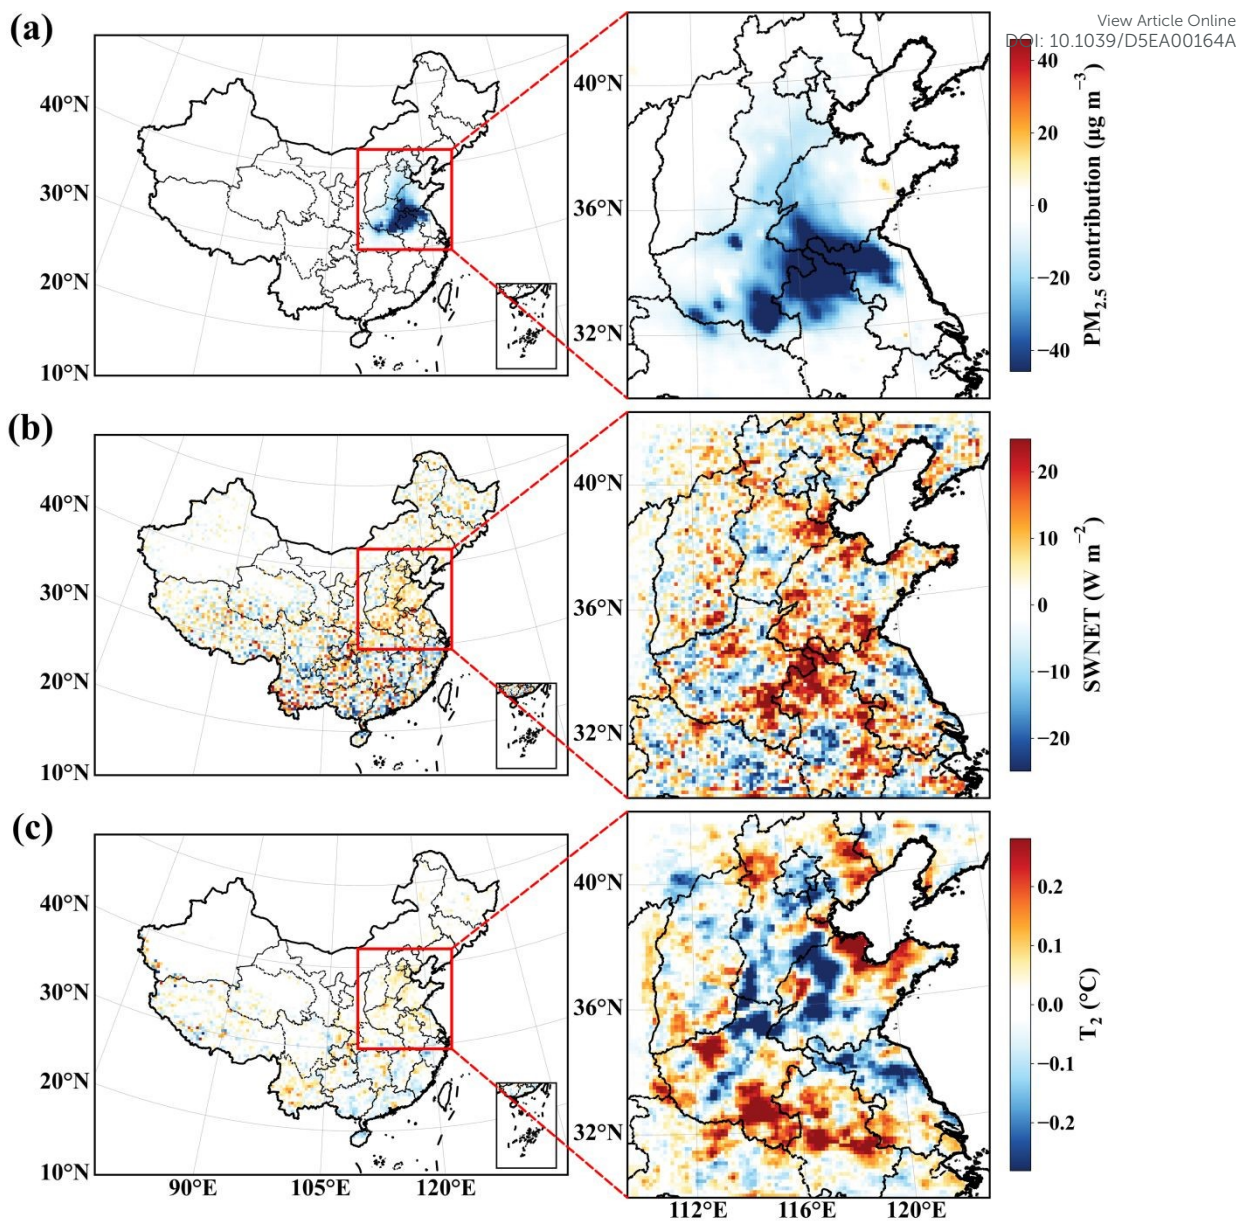 View Article Online
DOI: 10.1039/D5EA00164A
(a)
40°N
30°N
20°N
10°N
40°N
36°N
32°N
40
20
0
−20
−40
PM2.5 contribution (μg m−3)
(b)
40°N
30°N
20°N
10°N
40°N
36°N
32°N
20
10
0
−10
−20
SWNET (W m−2)
(c)
40°N
30°N
20°N
10°N
90°E 105°E 120°E
40°N
36°N
32°N
112°E 116°E 120°E
0.2
0.1
0.0
−0.1
−0.2
T2 (°C)